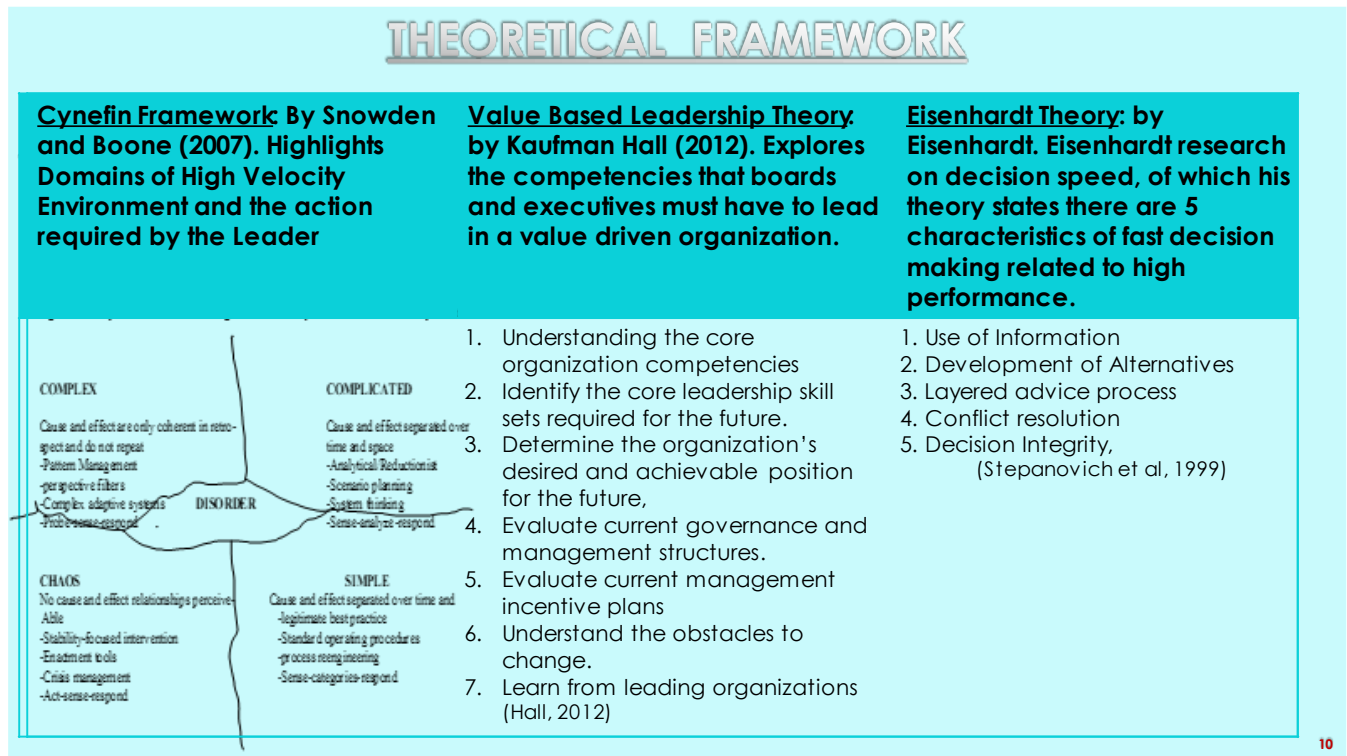 THEORETICAL FRAMEWORK
Cynefin Framework: By Snowden
and Boone (2007). Highlights
Domains of High Velocity
Environment and the action
required by the Leader
Value Based Leadership Theory:
by Kaufman Hall (2012). Explores
the competencies that boards
and executives must have to lead
in a value driven organization.
Eisenhardt Theory: by
Eisenhardt. Eisenhardt research
on decision speed, of which his
theory states there are 5
characteristics of fast decision
making related to high
performance.
COMPLEX
Cause and effect are only coherent in retro-
spect and do not repeat
-Pattern Management
-perspective filters
-Complex adaptive systems
-Probe-sense-respond
COMPLICATED
Cause and effect separated over
time and space
-Analytical/Reductionist
-Scenario planning
-System thinking
-Sense-analyze-respond
DISORDER
CHAOS
No cause and effect relationships perceive-
Able
-Stability-focused intervention
-Enactment tools
-Crisis management
-Act-sense-respond
SIMPLE
Cause and effect separated over time and
-legitimate best practice
-Standard operating procedures
-process reengineering
-Sense-categories-respond
1. Understanding the core
organization competencies
2. Identify the core leadership skill
sets required for the future.
3. Determine the organization's
desired and achievable position
for the future,
4. Evaluate current governance and
management structures.
5. Evaluate current management
incentive plans
6. Understand the obstacles to
change.
7. Learn from leading organizations
(Hall, 2012)
1. Use of Information
2. Development of Alternatives
3. Layered advice process
4. Conflict resolution
5. Decision Integrity,
(Stepanovich et al, 1999)
10